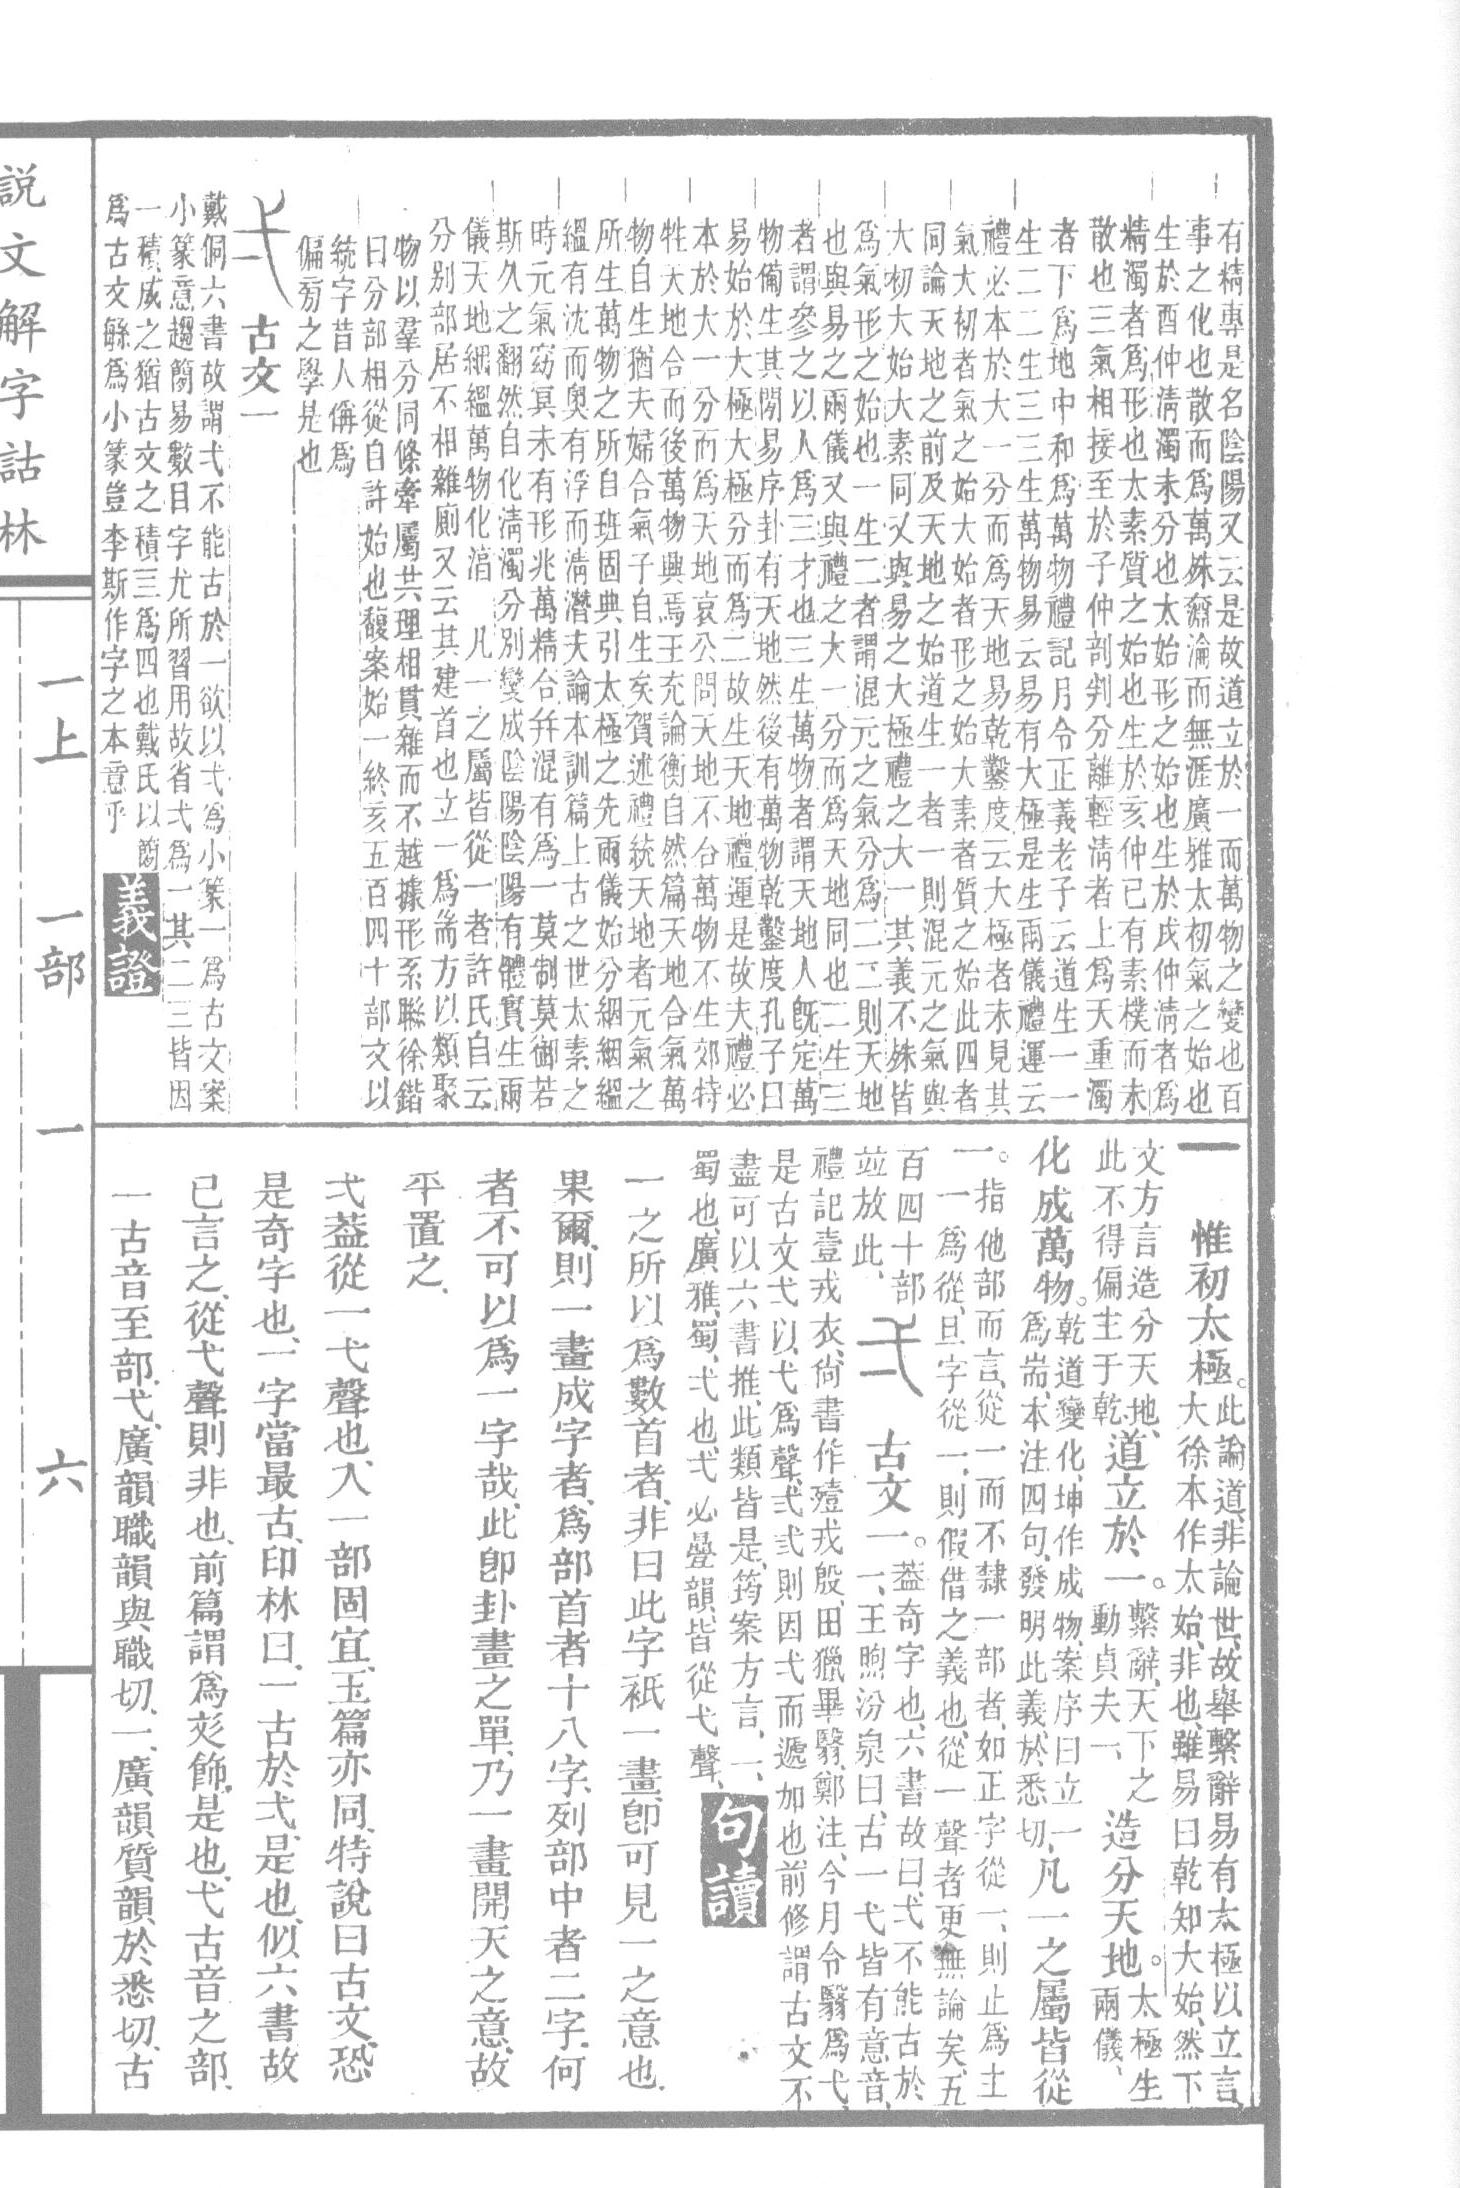 有精專是名陰陽又云是故道立於一而萬物之變也百
事之化也散而爲萬殊淪而無涯廣雅太初氣之始也
生於酉仲清濁未分也太始形之始也生於戌仲清者爲
精濁者爲形也太素質之始也生於亥仲已有素樸而未
散也三氣相接至於子仲剖判分離輕清者上爲天重濁
者下爲地中和爲萬物禮記月令正義老子云道生一一
生二二生三三生萬物易云易有大極是生兩儀禮運云
禮必本於大一分而爲天地易乾鑿度云大極者未見其
氣大初者氣之始大始者形之始大素者質之始此四者
同論天地之前及天地之始道生一者一則混元之氣與
大初大始大素同又與易之大極禮之大一其義不殊皆
爲氣形之始也一生二者謂混元之氣分爲二二則天地
也與易之兩儀又與禮之大一分而爲天地同也二生三
者謂參之以人爲三才也三生萬物者謂天地人既定萬
物備生其閒易序卦有天地然後有萬物乾鑿度孔子曰
易始於大極大極分而爲二故生天地禮運是故夫禮必
本於大一分而爲天地哀公問天地不合萬物不生郊特
牲天地合而後萬物興焉王充論衡自然篇天地合氣萬
物自生猶夫婦合氣子自生矣賀述禮統天地者元氣之
所生萬物之所自班固典引太極之先兩儀始分絪絪縕
縕有沈而奧有浮而清潛夫論本訓篇上古之世太素之
時元氣窈冥未有形兆萬精合并混有爲一莫制莫御若
斯久之翻然自化清濁分別變成陰陽陰陽有體實生兩
儀天地絪縕萬物化湻 凡一之屬皆從一者許氏自云
分別部居不相雜廁又云其建首也立一爲耑方以類聚
物以羣分同條牽屬共理相貫雜而不越據形系聯徐鍇
曰分部相從自許始也馥案始一終亥五百四十部文以
統字昔人偁爲
偏旁之學是也
弌 古文一
戴侗六書故謂弌不能古於一欲以弌爲小篆一爲古文案
小篆意趨簡易數目字尤所習用故省弌爲一其二三皆因
一積成之猶古文之積三爲四也戴氏以簡
爲古文緐爲小篆豈李斯作字之本意乎 義證
一 惟初太極。此論道、非論世、故舉繫辭易有太極以立言、
大徐本作太始、非也、雖易曰乾知大始、然下
文方言造分天地、
此不得偏主于乾 道立於一。繫辭、天下之
動貞夫一、 造分天地。太極生
兩儀、
化成萬物。乾道變化、坤作成物、案序曰立一
爲耑、本注四句、發明此義、於悉切、凡一之屬皆從
一。指他部而言、從一而不隸一部者、如正字從一、則止爲主
一爲從、旦字從一、則假借之義也、從一聲者更無論矣、五
百四十部
竝放此、 弌 古文一。葢奇字也、六書故曰弌不能古於
一、王煦汾泉曰、古一弋皆有意音、
禮記壹戎衣、尙書作殪戎殷、田獵畢翳、鄭注、今月令翳爲弋、
是古文弋以弋爲聲、弍弎則因弌而遞加也前修謂古文不
盡可以六書推、此類皆是、筠案方言、一、
蜀也、廣雅、蜀、弌也弌必疊韻、皆從弋聲、 句讀
一之所以爲數首者、非曰此字衹一畫、卽可見一之意也、
果爾、則一畫成字者、爲部首者十八字、列部中者二字、何
者不可以爲一字哉、此卽卦畫之單、乃一畫開天之意、故
平置之、
弌葢從一弋聲也、入一部固宜、玉篇亦同、特說曰古文、恐
是奇字也、一字當最古、印林曰、一古於弌、是也、似六書故
已言之、從弋聲則非也、前篇謂爲彣飾、是也、弋古音之部、
一古音至部、弋、廣韻職韻與職切、一、廣韻質韻、於悉切、古
說文解字詁林 一上 一部 一 六